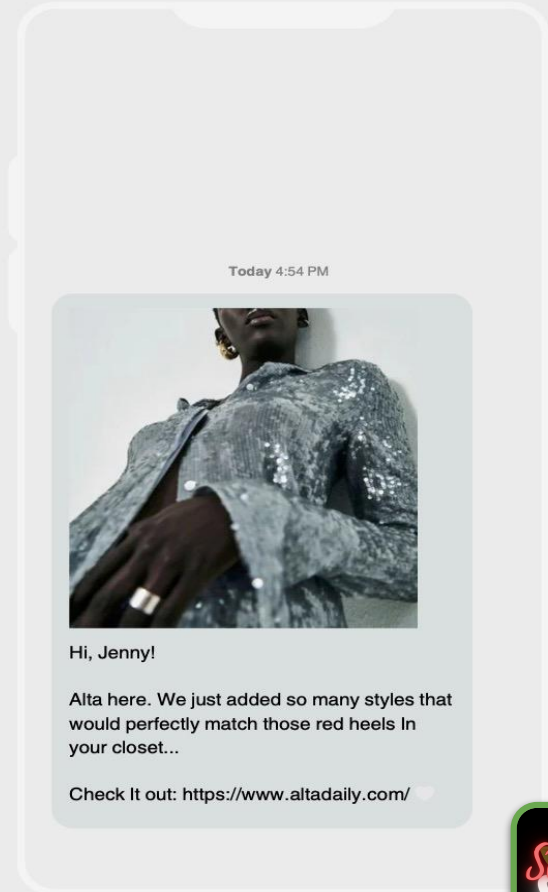 Today 4:54 PM
Hi, Jenny!
Alta here. We just added so many styles that
would perfectly match those red heels In
your closet...
Check It out: https://www.altadaily.com/